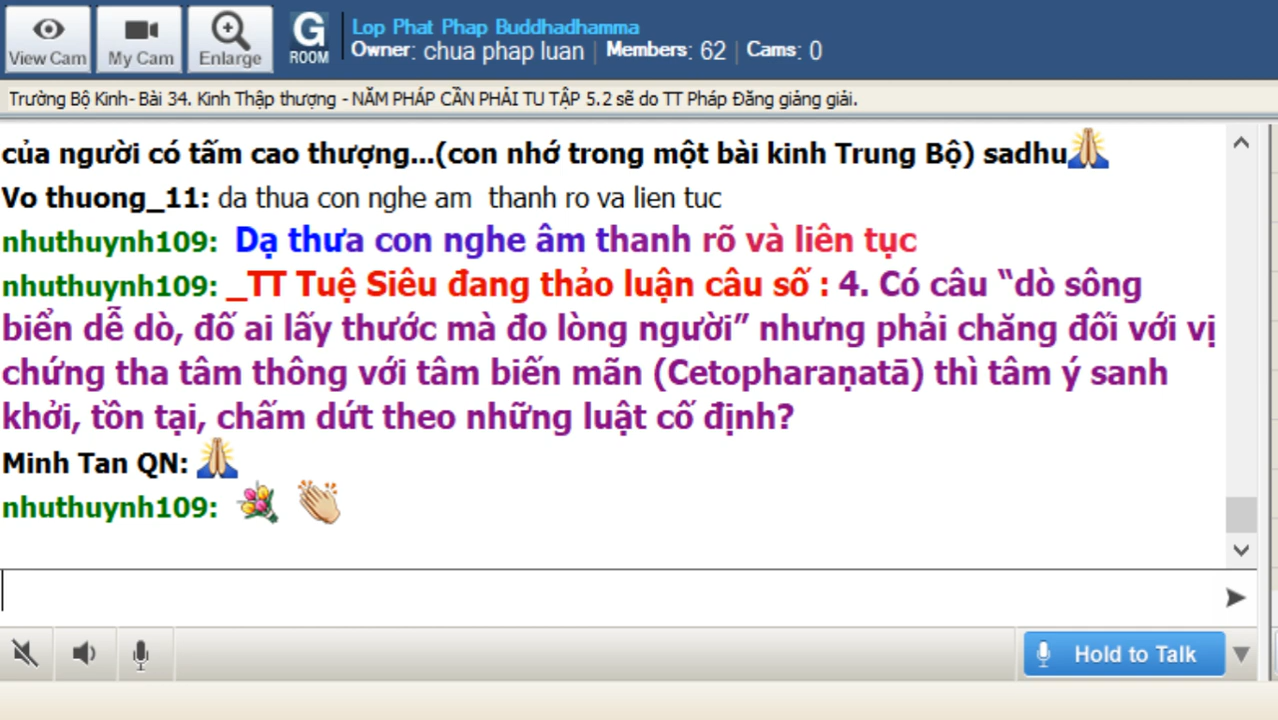 View Cam
My Cam
Enlarge
G ROOM
Lop Phat Phap Buddhadhamma
Owner: chua phap luan | Members: 62 | Cams: 0
Trường Bộ Kinh- Bài 34. Kinh Thập thượng - NĂM PHÁP CẦN PHẢI TU TẬP 5.2 sẽ do TT Pháp Đăng giảng giải.
của người có tấm cao thượng...(con nhớ trong một bài kinh Trung Bộ) sadhu
Vo thuong_11: da thua con nghe am thanh ro va lien tuc
nhuthuynh109: Dạ thưa con nghe âm thanh rõ và liên tục
nhuthuynh109: _TT Tuệ Siêu đang thảo luận câu số : 4. Có câu “dò sông
biển dễ dò, đố ai lấy thước mà đo lòng người” nhưng phải chăng đối với vị
chứng tha tâm thông với tâm biến mãn (Cetopharaṇatā) thì tâm ý sanh
khởi, tồn tại, chấm dứt theo những luật cố định?
Minh Tan QN:
nhuthuynh109:
Hold to Talk